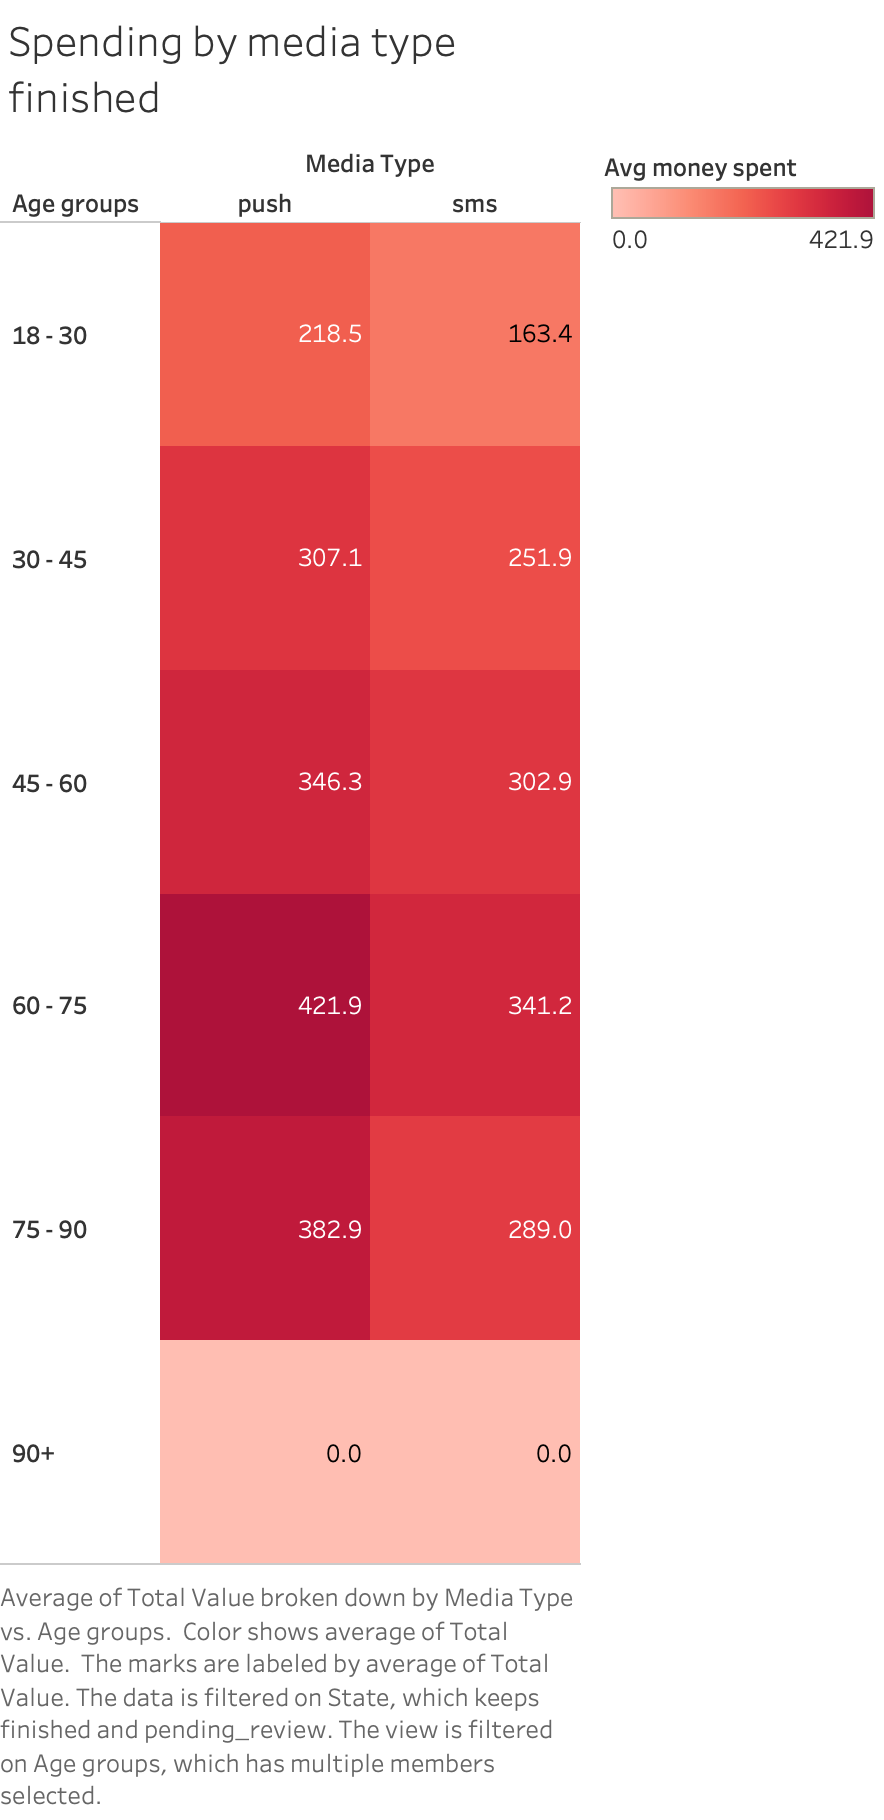 Spending by media type
finished
Media Type
Avg money spent
Age groups push sms
0.0 421.9
18 - 30 218.5 163.4
30 - 45 307.1 251.9
45 - 60 346.3 302.9
60 - 75 421.9 341.2
75 - 90 382.9 289.0
90+ 0.0 0.0
Average of Total Value broken down by Media Type
vs. Age groups.  Color shows average of Total
Value.  The marks are labeled by average of Total
Value. The data is filtered on State, which keeps
finished and pending_review. The view is filtered
on Age groups, which has multiple members
selected.